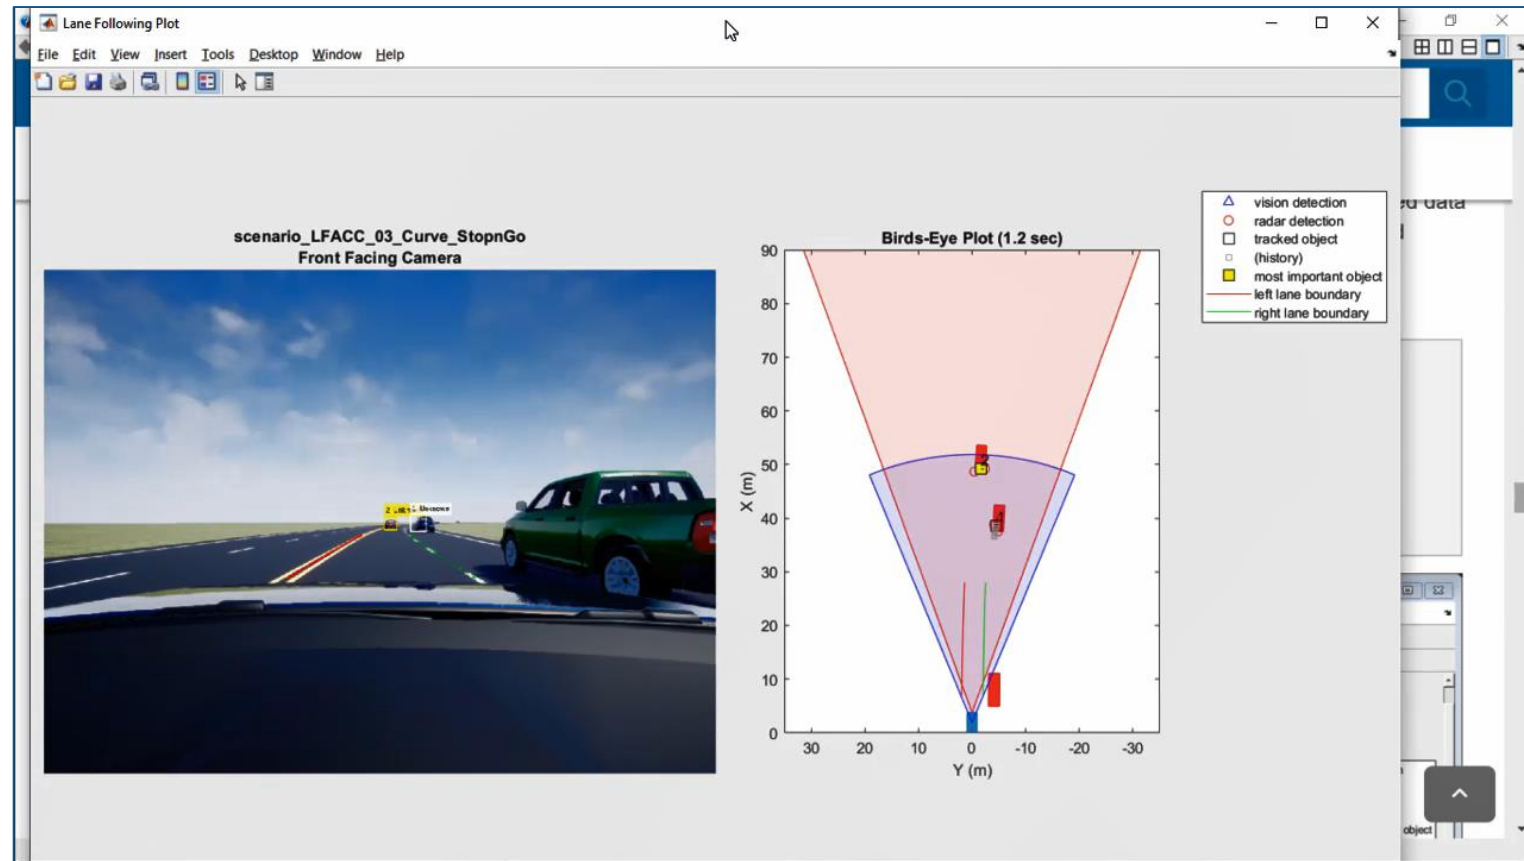 Lane Following Plot
File Edit View Insert Tools Desktop Window Help
scenario_LFACC_03_Curve_StopnGo
Front Facing Camera
Birds-Eye Plot (1.2 sec)
90
80
70
60
50
40
30
20
10
0
X (m)
30 20 10 0 -10 -20 -30
Y (m)
vision detection
radar detection
tracked object
(history)
most important object
left lane boundary
right lane boundary
data
object